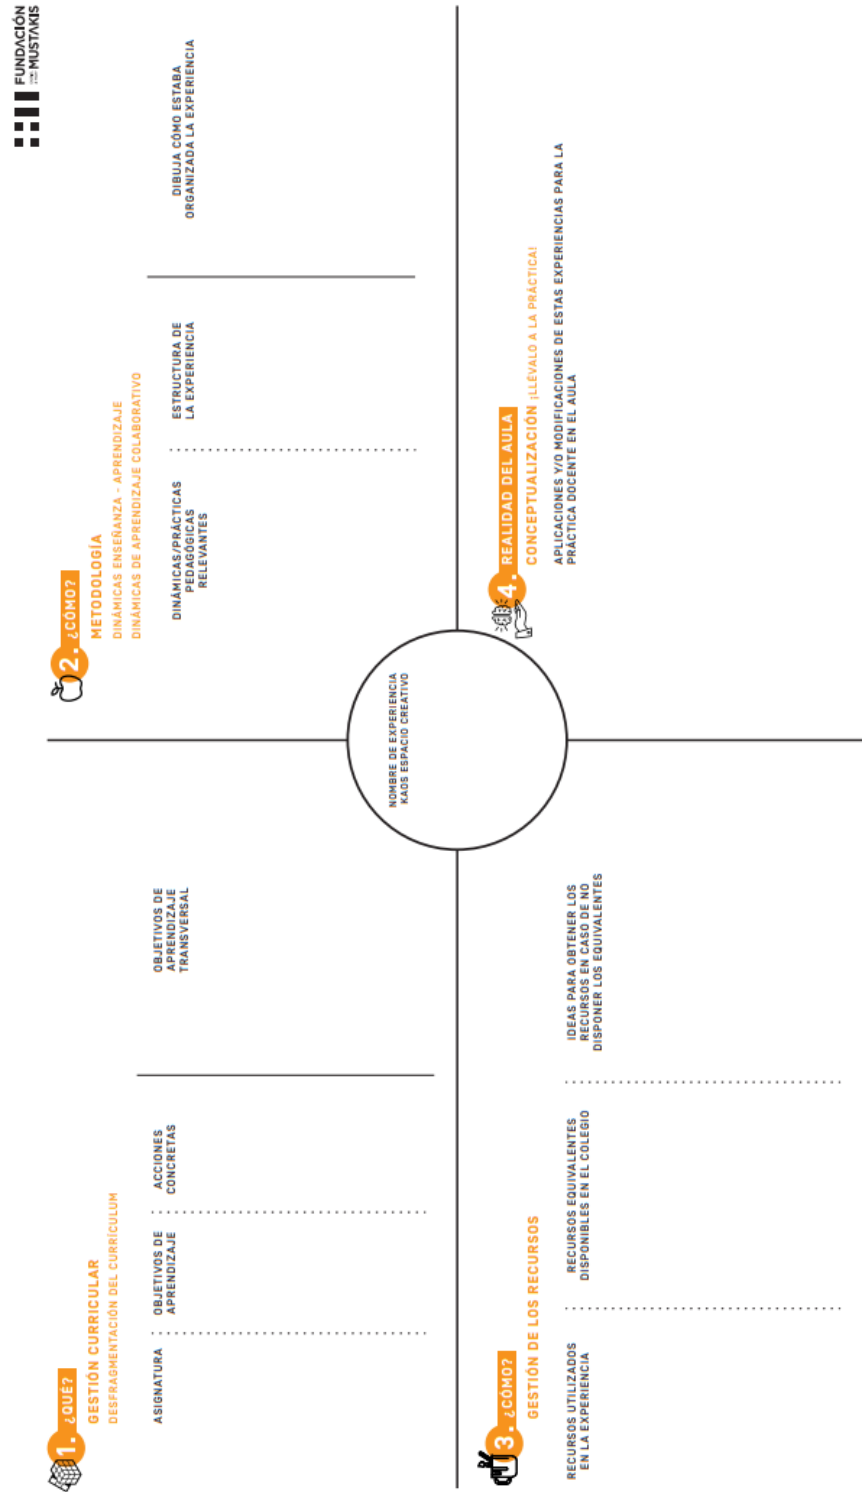 FUNDACIÓN
MUSTAKIS
1. ¿QUÉ?
GESTIÓN CURRICULAR
DESFRAGMENTACIÓN DEL CURRÍCULUM
ASIGNATURA
OBJETIVOS DE
APRENDIZAJE
ACCIONES
CONCRETAS
OBJETIVOS DE
APRENDIZAJE
TRANSVERSAL
2. ¿CÓMO?
METODOLOGÍA
DINÁMICAS ENSEÑANZA - APRENDIZAJE
DINÁMICAS DE APRENDIZAJE COLABORATIVO
DINÁMICAS/PRÁCTICAS
PEDAGÓGICAS
RELEVANTES
ESTRUCTURA DE
LA EXPERIENCIA
DIBUJA CÓMO ESTABA
ORGANIZADA LA EXPERIENCIA
NOMBRE DE EXPERIENCIA
KAOS ESPACIO CREATIVO
3. ¿CÓMO?
GESTIÓN DE LOS RECURSOS
RECURSOS UTILIZADOS
EN LA EXPERIENCIA
RECURSOS EQUIVALENTES
DISPONIBLES EN EL COLEGIO
IDEAS PARA OBTENER LOS
RECURSOS EN CASO DE NO
DISPONER LOS EQUIVALENTES
4. REALIDAD DEL AULA
CONCEPTUALIZACIÓN ¡LLÉVALO A LA PRÁCTICA!
APLICACIONES Y/O MODIFICACIONES DE ESTAS EXPERIENCIAS PARA LA
PRÁCTICA DOCENTE EN EL AULA